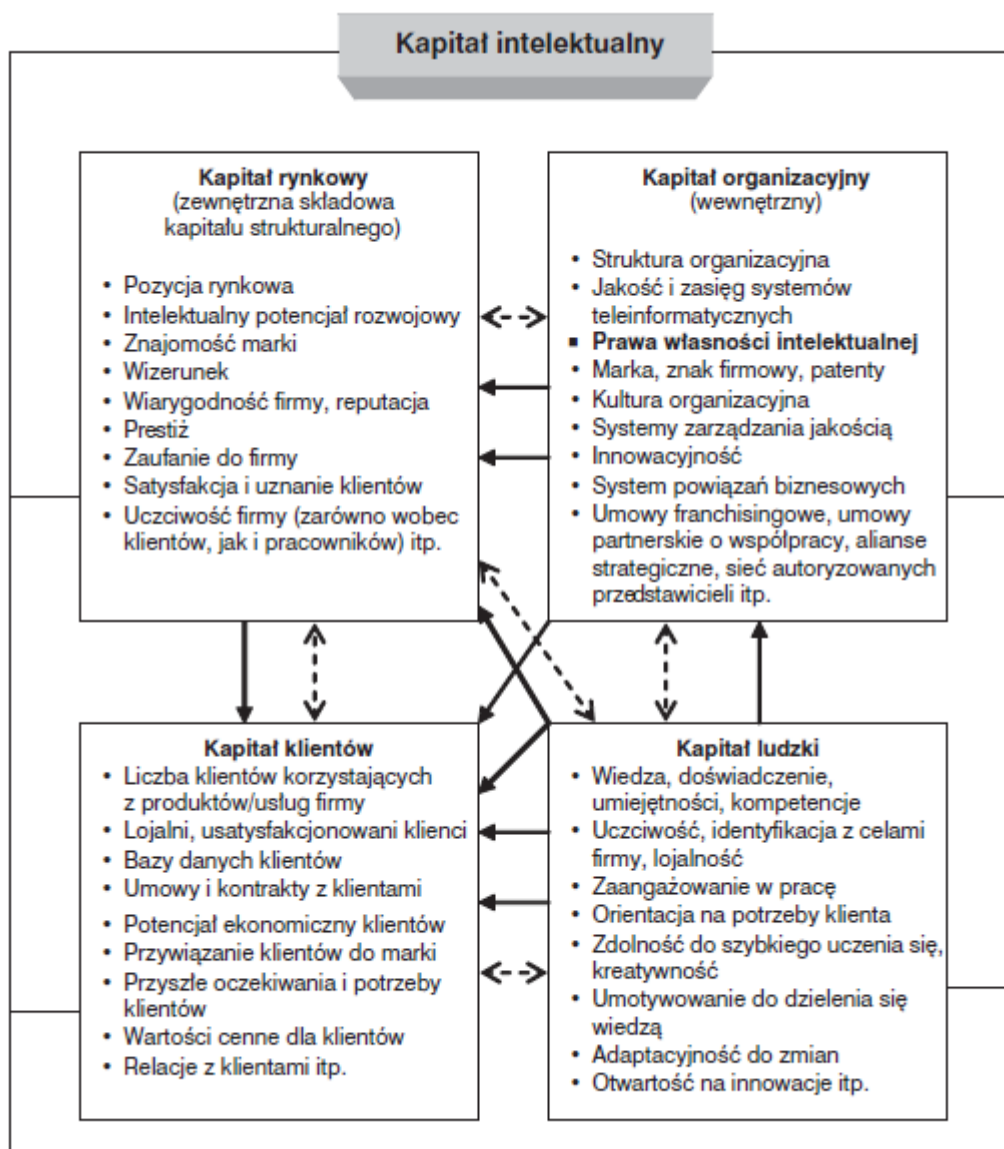 Kapitał intelektualny
Kapitał rynkowy
(zewnętrzna składowa
kapitału strukturalnego)
• Pozycja rynkowa
• Intelektualny potencjał rozwojowy
• Znajomość marki
• Wizerunek
• Wiarygodność firmy, reputacja
• Prestiż
• Zaufanie do firmy
• Satysfakcja i uznanie klientów
• Uczciwość firmy (zarówno wobec
klientów, jak i pracowników) itp.
Kapitał organizacyjny
(wewnętrzny)
• Struktura organizacyjna
• Jakość i zasięg systemów
teleinformatycznych
▪ Prawa własności intelektualnej
• Marka, znak firmowy, patenty
• Kultura organizacyjna
• Systemy zarządzania jakością
• Innowacyjność
• System powiązań biznesowych
• Umowy franchisingowe, umowy
partnerskie o współpracy, alianse
strategiczne, sieć autoryzowanych
przedstawicieli itp.
Kapitał klientów
• Liczba klientów korzystających
z produktów/usług firmy
• Lojalni, usatysfakcjonowani klienci
• Bazy danych klientów
• Umowy i kontrakty z klientami
• Potencjał ekonomiczny klientów
• Przywiązanie klientów do marki
• Przyszłe oczekiwania i potrzeby
klientów
• Wartości cenne dla klientów
• Relacje z klientami itp.
Kapitał ludzki
• Wiedza, doświadczenie,
umiejętności, kompetencje
• Uczciwość, identyfikacja z celami
firmy, lojalność
• Zaangażowanie w pracę
• Orientacja na potrzeby klienta
• Zdolność do szybkiego uczenia się,
kreatywność
• Umotywowanie do dzielenia się
wiedzą
• Adaptacyjność do zmian
• Otwartość na innowacje itp.